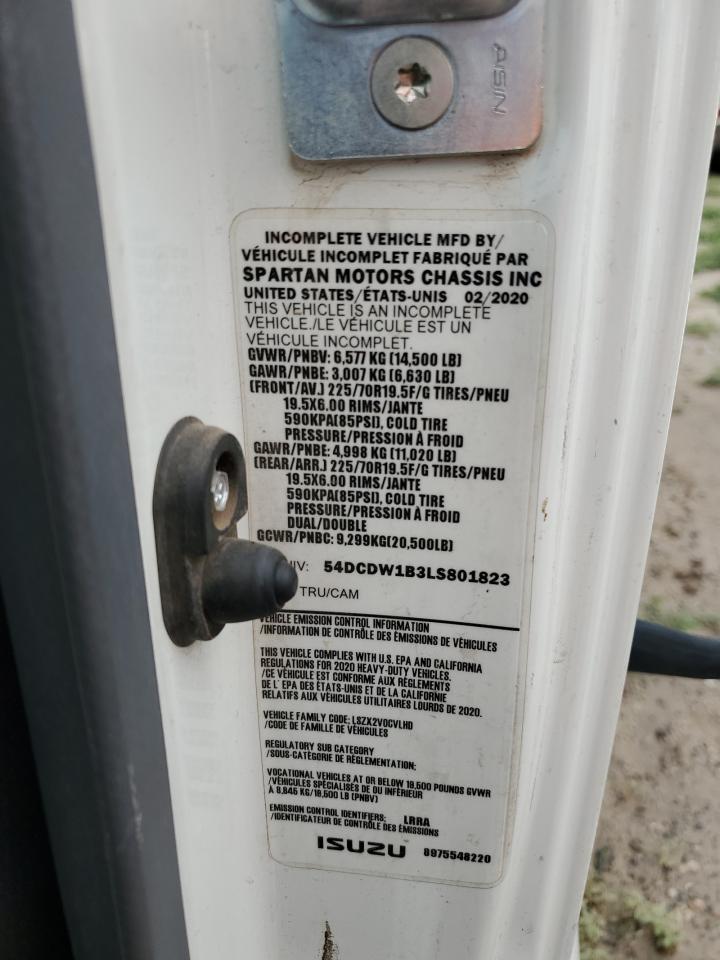 AISIN
INCOMPLETE VEHICLE MFD BY/
VÉHICULE INCOMPLET FABRIQUÉ PAR
SPARTAN MOTORS CHASSIS INC
UNITED STATES/ÉTATS-UNIS 02/2020
THIS VEHICLE IS AN INCOMPLETE
VEHICLE./LE VÉHICULE EST UN
VÉHICULE INCOMPLET.
GVWR/PNBV: 6,577 KG (14,500 LB)
GAWR/PNBE: 3,007 KG (6,630 LB)
(FRONT/AV.) 225/70R19.5F/G TIRES/PNEU
19.5X6.00 RIMS/JANTE
590KPA(85PSI), COLD TIRE
PRESSURE/PRESSION À FROID
GAWR/PNBE: 4,998 KG (11,020 LB)
(REAR/ARR.) 225/70R19.5F/G TIRES/PNEU
19.5X6.00 RIMS/JANTE
590KPA(85PSI), COLD TIRE
PRESSURE/PRESSION À FROID
DUAL/DOUBLE
GCWR/PNBC: 9,299KG(20,500LB)
IV: 54DCDW1B3LS801823
TRU/CAM
VEHICLE EMISSION CONTROL INFORMATION
/INFORMATION DE CONTRÔLE DES ÉMISSIONS DE VÉHICULES
THIS VEHICLE COMPLIES WITH U.S. EPA AND CALIFORNIA
REGULATIONS FOR 2020 HEAVY-DUTY VEHICLES.
/CE VÉHICULE EST CONFORME AUX RÈGLEMENTS
DE L' EPA DES ÉTATS-UNIS ET DE LA CALIFORNIE
RELATIFS AUX VÉHICULES UTILITAIRES LOURDS DE 2020.
VEHICLE FAMILY CODE: LSZX2VOCVLHD
/CODE DE FAMILLE DE VÉHICULES
REGULATORY SUB CATEGORY
/SOUS-CATÉGORIE DE RÈGLEMENTATION:
VOCATIONAL VEHICLES AT OR BELOW 19,500 POUNDS GVWR
/VÉHICULES SPÉCIALISÉS DE OU INFÉRIEUR
À 8,845 KG/19,500 LB (PNBV)
EMISSION CONTROL IDENTIFIERS: LRRA
/IDENTIFICATEUR DE CONTRÔLE DES ÉMISSIONS
ISUZU 8975548220